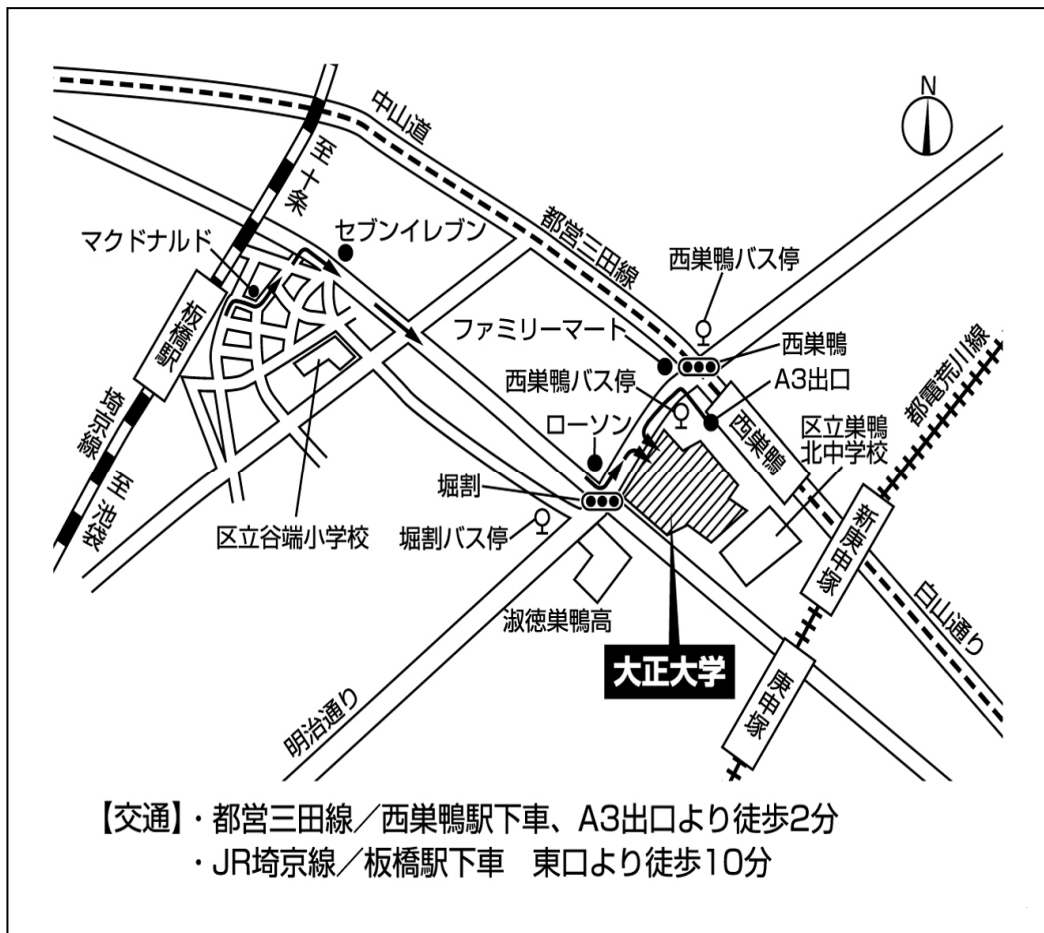 N
中山道
至十条
セブンイレブン
マクドナルド
都営三田線
西巣鴨バス停
板橋駅
ファミリーマート
西巣鴨
都電荒川線
西巣鴨バス停
A3出口
埼京線
ローソン
西巣鴨
区立巣鴨
北中学校
至池袋
堀割
区立谷端小学校
堀割バス停
新庚申塚
淑徳巣鴨高
白山通り
大正大学
庚申塚
明治通り
【交通】・都営三田線／西巣鴨駅下車、A3出口より徒歩2分
・JR埼京線／板橋駅下車　東口より徒歩10分